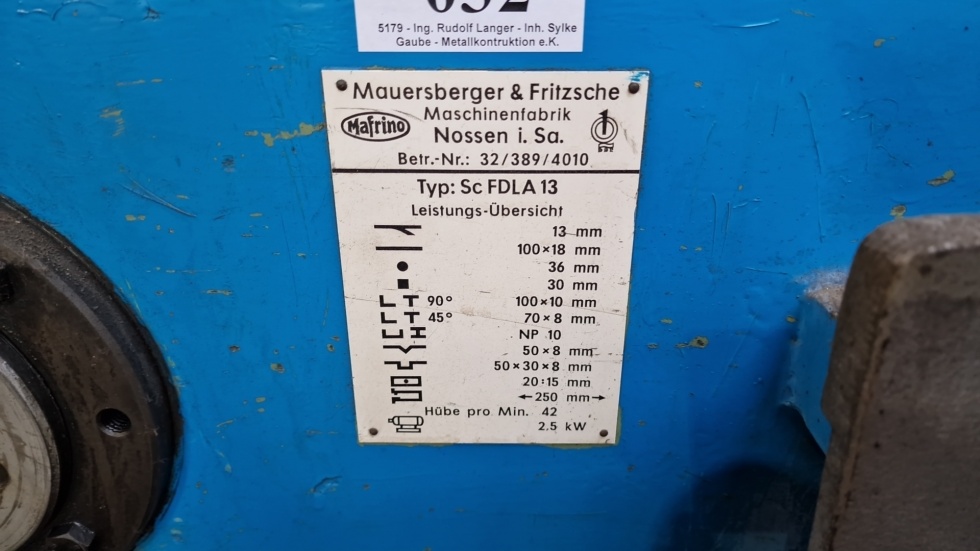 032
5179 - Ing. Rudolf Langer - Inh. Sylke
Gaube - Metallkontruktion e.K.
Mauersberger & Fritzsche
Mafrino
Maschinenfabrik
Nossen i. Sa.
Betr.-Nr.: 32/389/4010
Typ: Sc FDLA 13
Leistungs-Übersicht
13 mm
100×18 mm
36 mm
30 mm
90° 100×10 mm
45° 70×8 mm
NP 10
50×8 mm
50×30×8 mm
20:15 mm
←250 mm→
Hübe pro Min. 42
2,5 kW